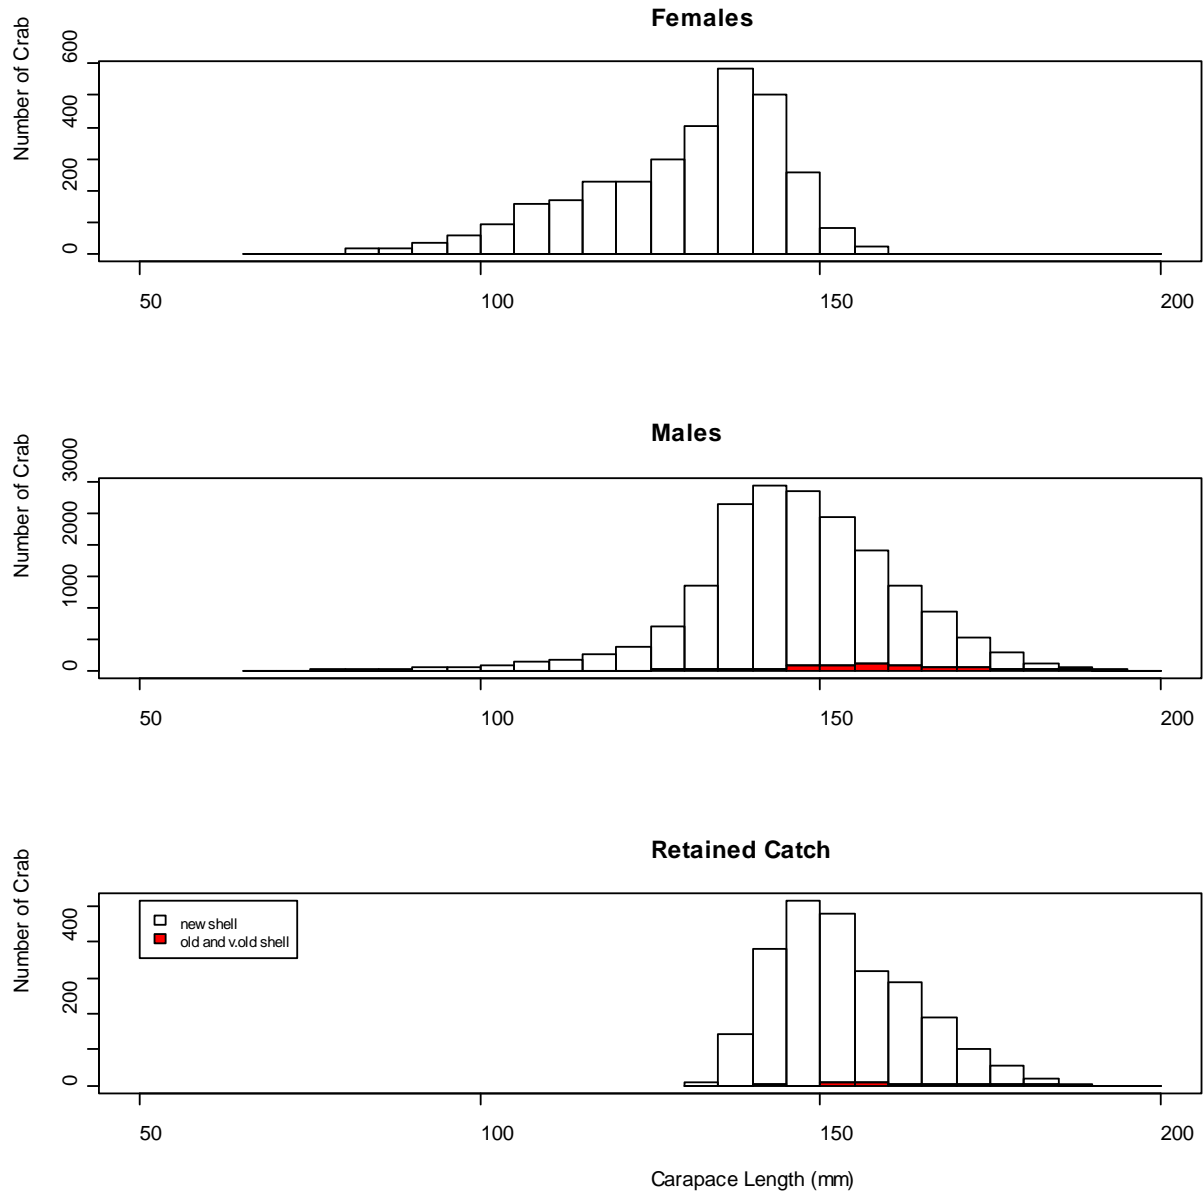 Females
Number of Crab
600
400
200
0
50 100 150 200
Males
Number of Crab
3000
2000
1000
0
50 100 150 200
Retained Catch
Number of Crab
400
200
0
new shell
old and v.old shell
50 100 150 200
Carapace Length (mm)